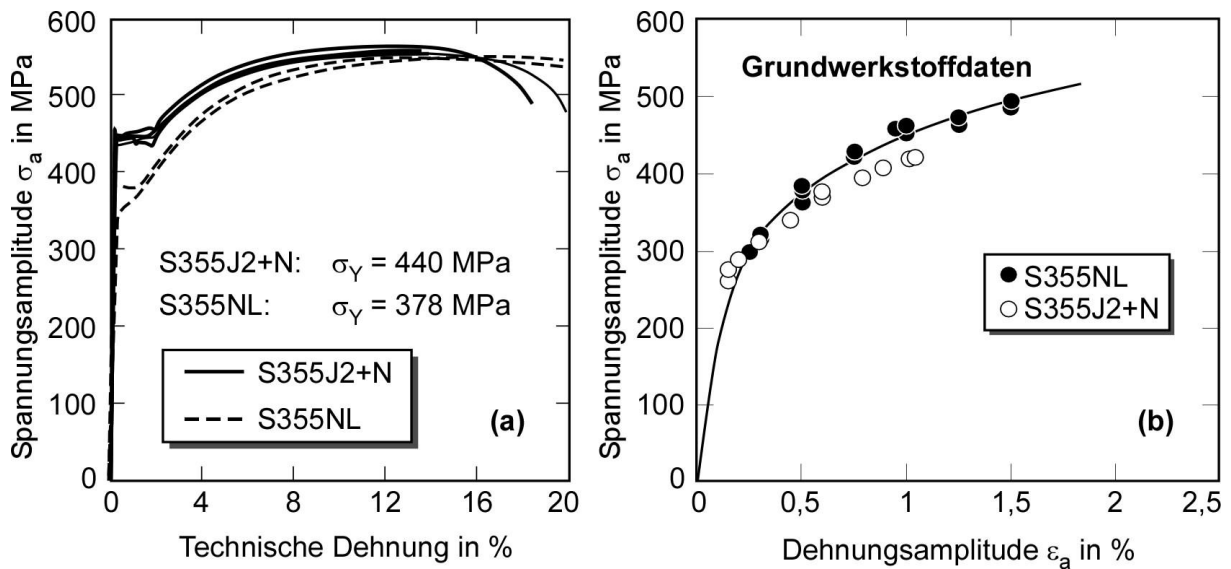 Spannungsamplitude σa in MPa
600
500
400
300
200
100
0
0
4
8
12
16
20
Technische Dehnung in %
S355J2+N: σY = 440 MPa
S355NL: σY = 378 MPa
S355J2+N
S355NL
(a)
Spannungsamplitude σa in MPa
600
500
400
300
200
100
0
0
0,5
1
1,5
2
2,5
Dehnungsamplitude εa in %
Grundwerkstoffdaten
S355NL
S355J2+N
(b)